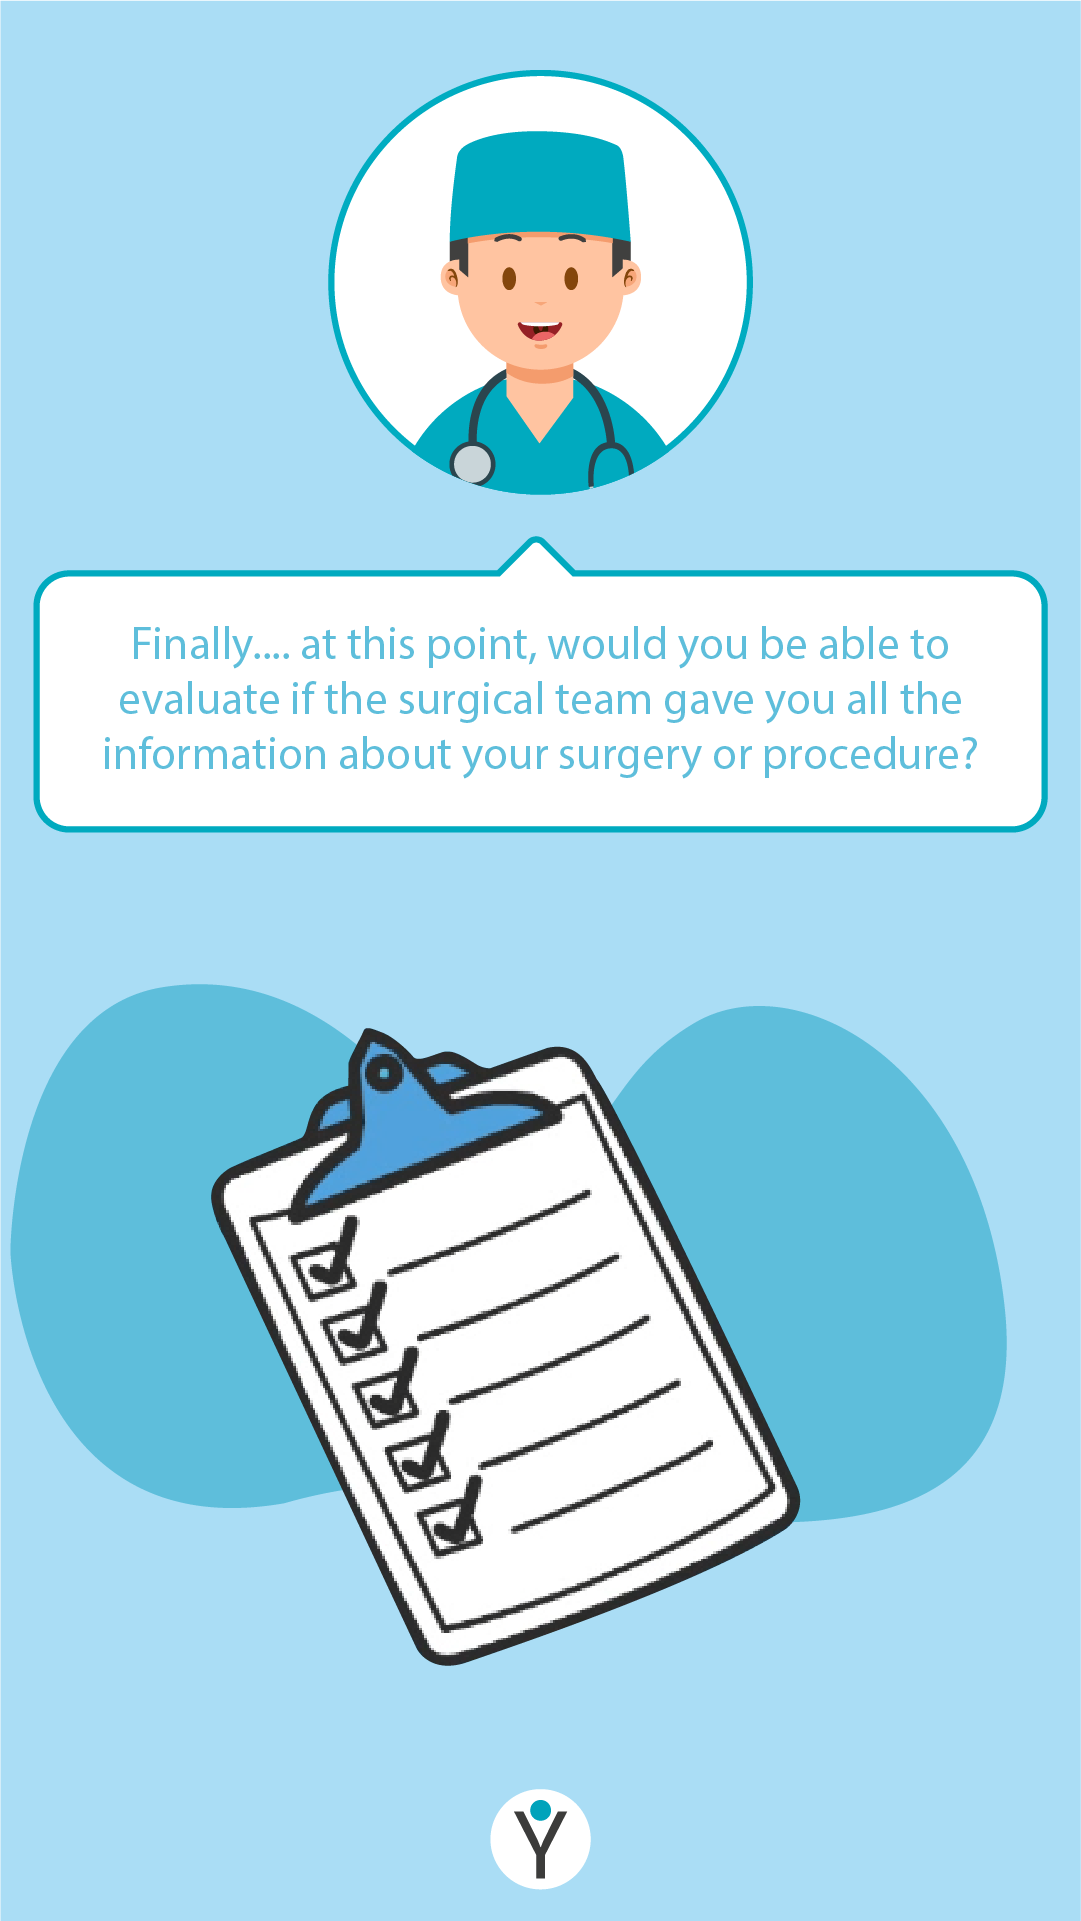 Finally.... at this point, would you be able to
evaluate if the surgical team gave you all the
information about your surgery or procedure?
Y